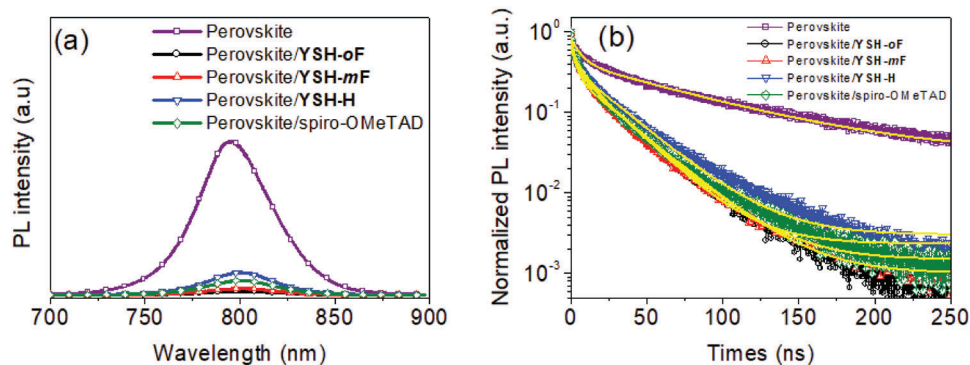 (a)
Perovskite
Perovskite/YSH-oF
Perovskite/YSH-mF
Perovskite/YSH-H
Perovskite/spiro-OMeTAD
PL intensity (a.u)
700 750 800 850 900
Wavelength (nm)
(b)
Perovskite
Perovskite/YSH-oF
Perovskite/YSH-mF
Perovskite/YSH-H
Perovskite/spiro-OMeTAD
Normalized PL intensity (a.u.)
10⁰
10⁻¹
10⁻²
10⁻³
0 50 100 150 200 250
Times (ns)